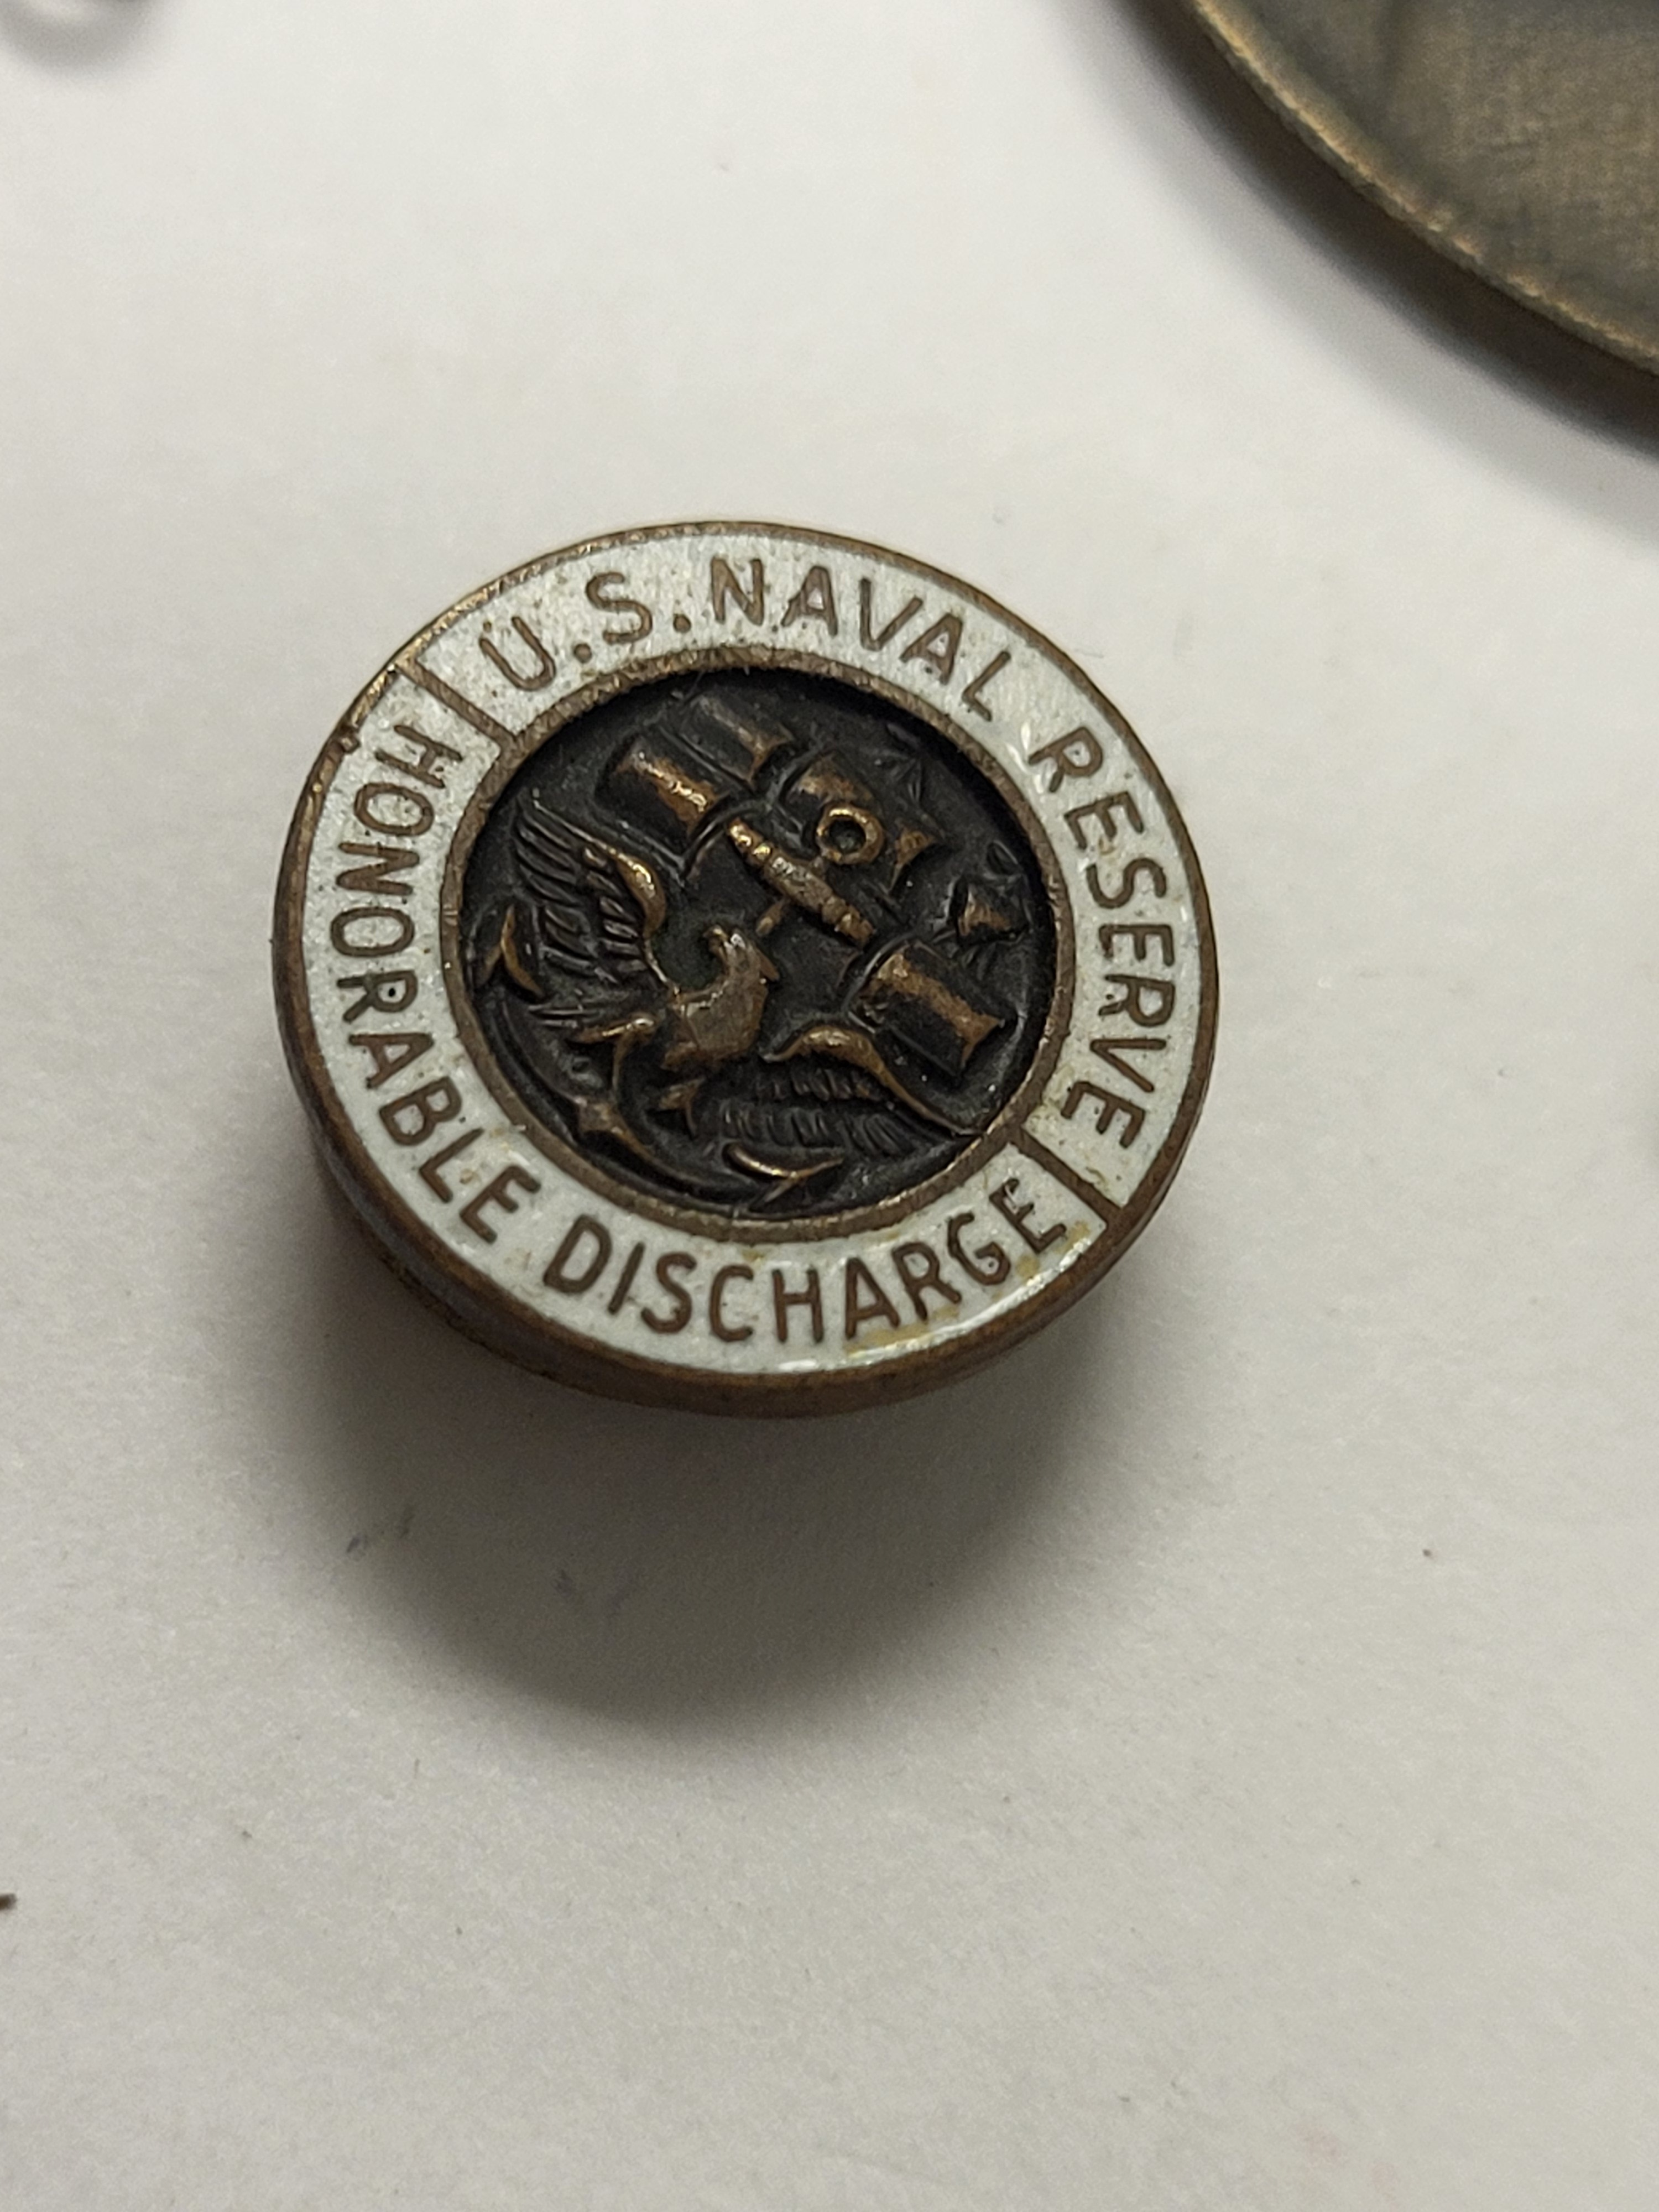 U.S. NAVAL RESERVE
HONORABLE DISCHARGE